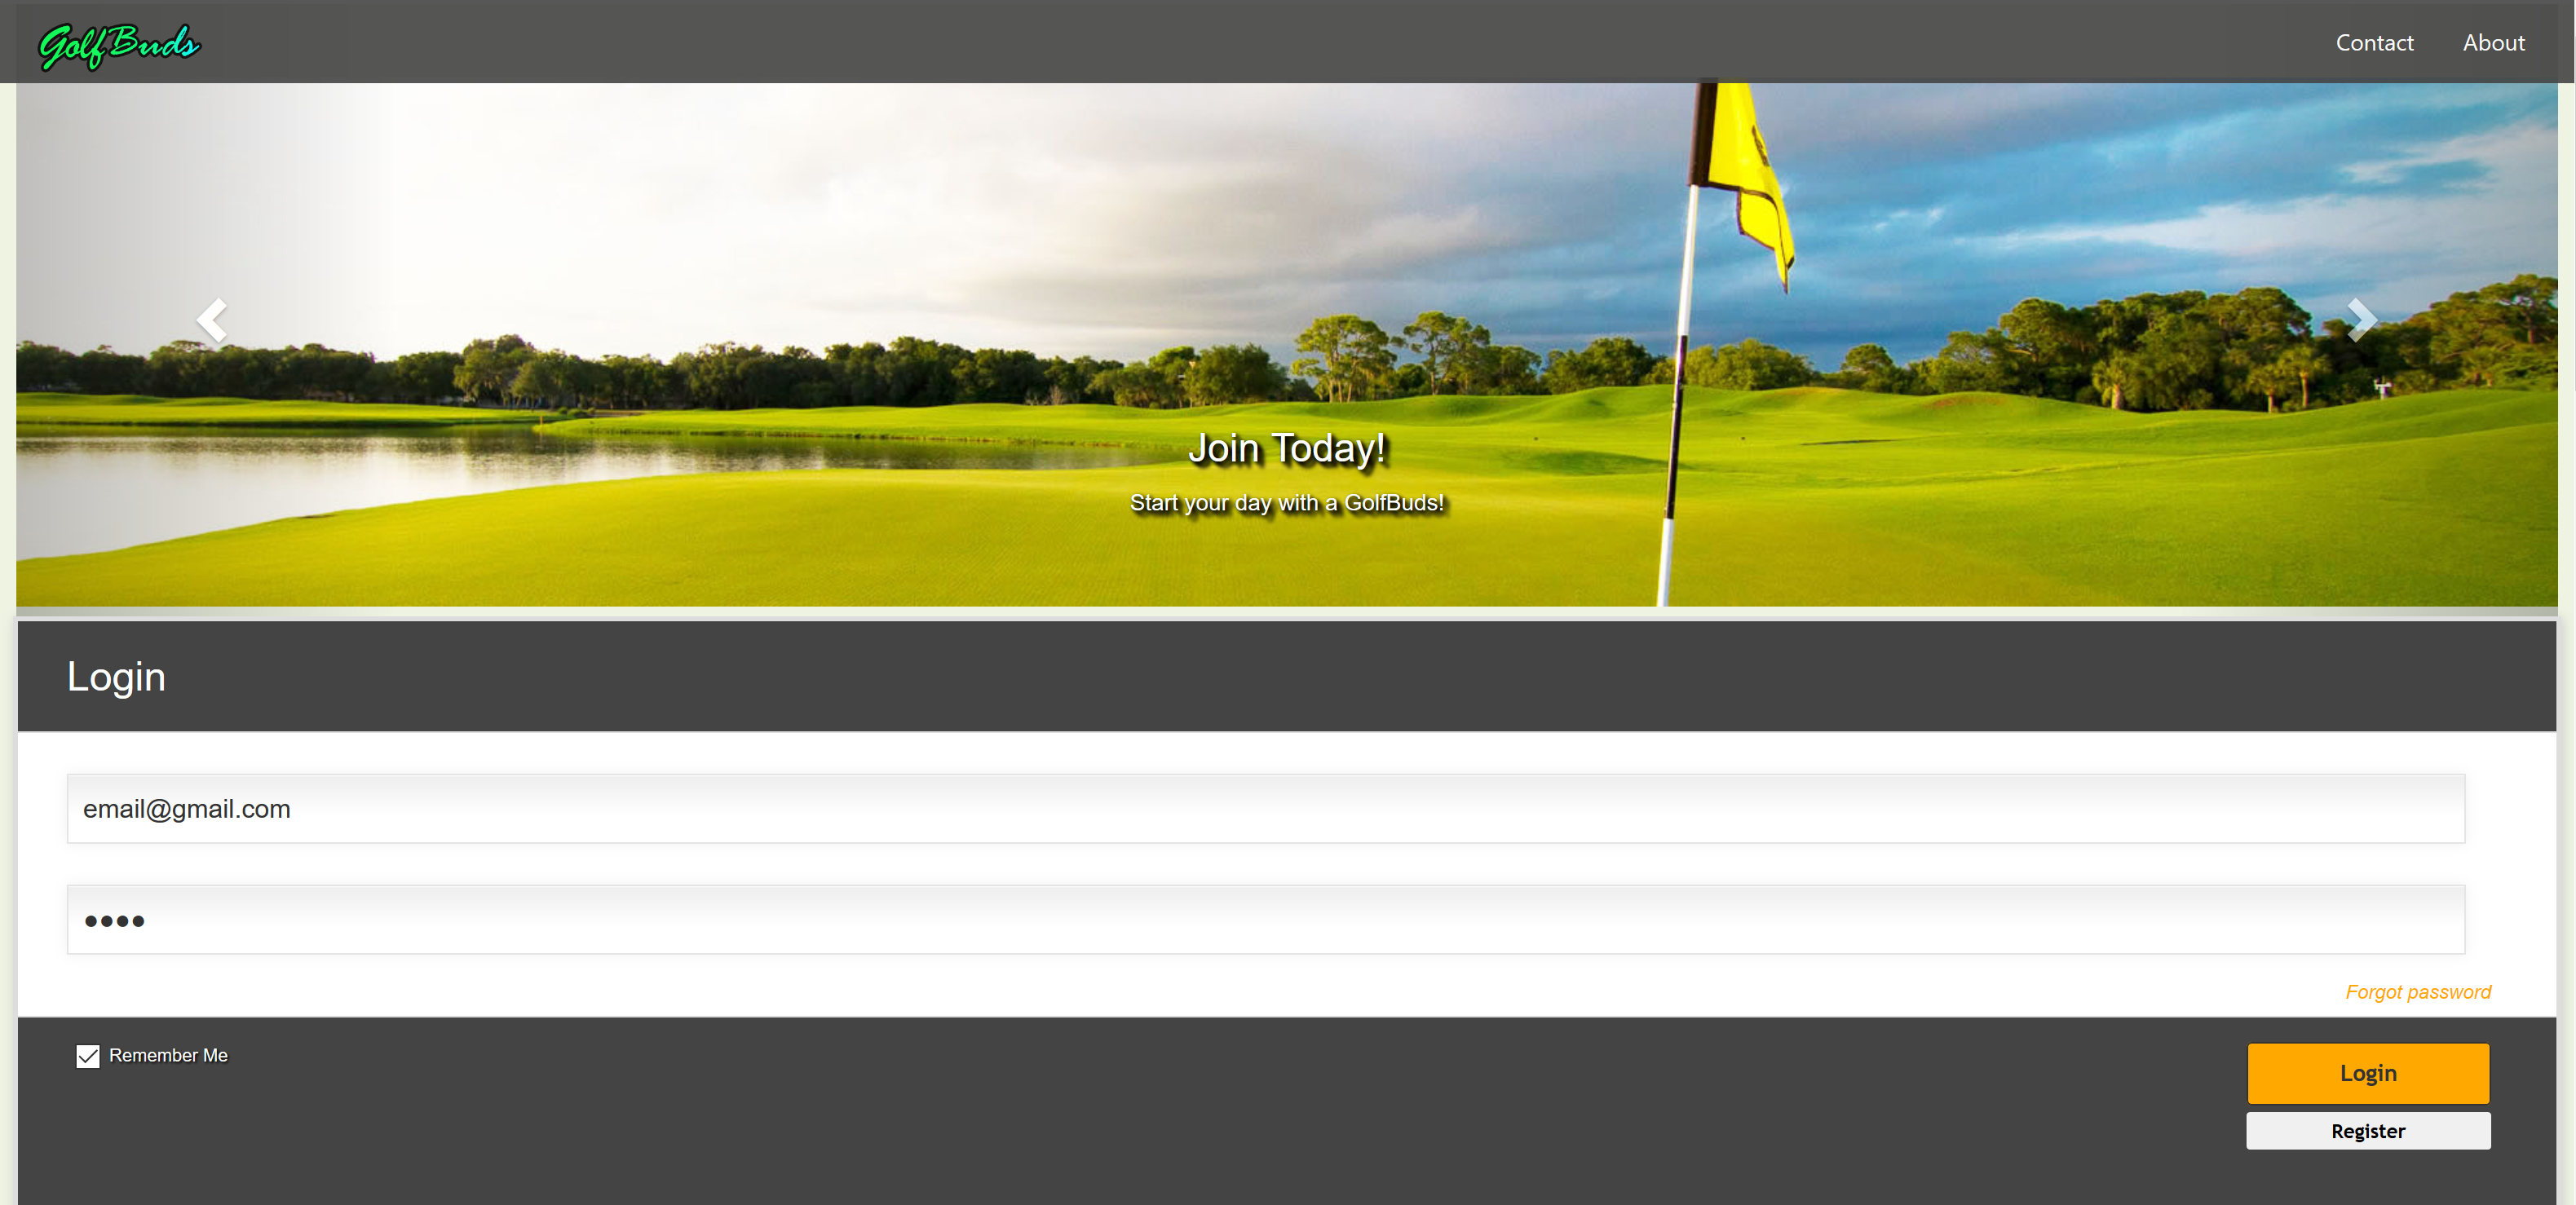 GolfBuds
Contact
About
Join Today!
Start your day with a GolfBuds!
Login
email@gmail.com
••••
Forgot password
Remember Me
Login
Register